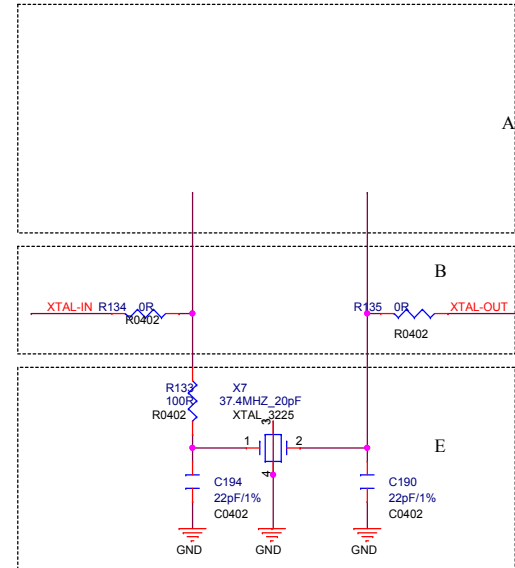 A
B
XTAL-IN
R134
0R
R0402
R135
0R
XTAL-OUT
R0402
R133
100R
R0402
X7
37.4MHZ_20pF
XTAL_3225
3
1
2
4
E
C194
22pF/1%
C0402
C190
22pF/1%
C0402
GND
GND
GND